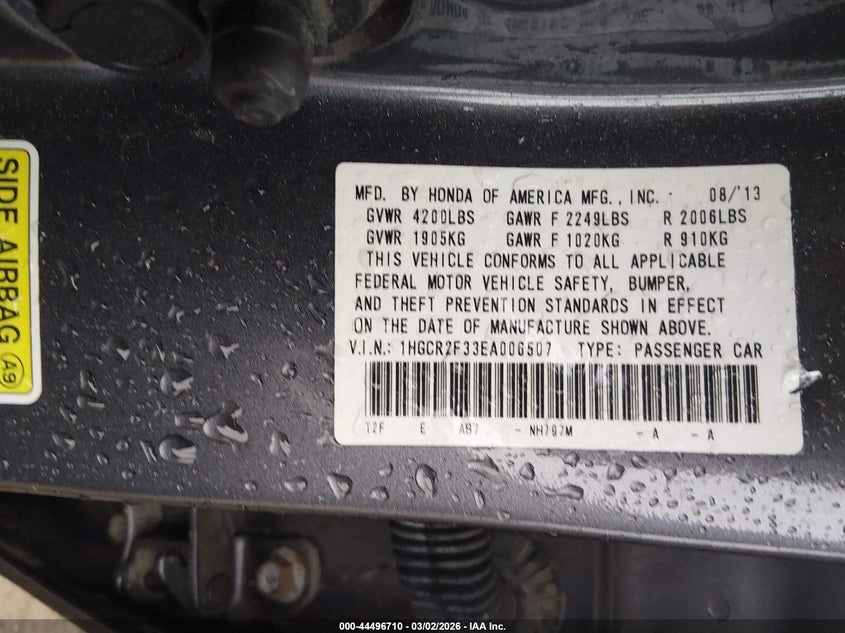 08/'13
SIDE AIRBAG A9
MFD. BY HONDA OF AMERICA MFG., INC. 08/'13
GVWR 4200LBS GAWR F 2249LBS R 2006LBS
GVWR 1905KG GAWR F 1020KG R 910KG
THIS VEHICLE CONFORMS TO ALL APPLICABLE
FEDERAL MOTOR VEHICLE SAFETY, BUMPER,
AND THEFT PREVENTION STANDARDS IN EFFECT
ON THE DATE OF MANUFACTURE SHOWN ABOVE.
V.I.N.: 1HGCR2F33EA006507 TYPE: PASSENGER CAR
T2F E AB7 - NH797M - A - A
000-44496710 — 03/02/2026 - IAA Inc.